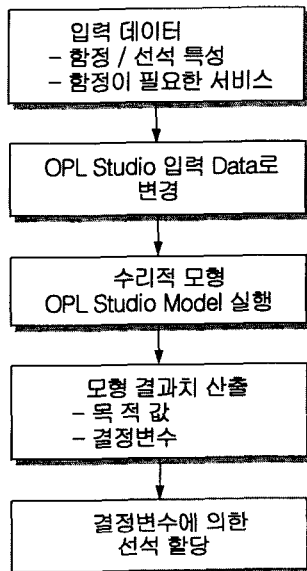 입력 데이터
– 함정 / 선석 특성
– 함정이 필요한 서비스
OPL Studio 입력 Data로
변경
수리적 모형
OPL Studio Model 실행
모형 결과치 산출
– 목 적 값
– 결정변수
결정변수에 의한
선석 할당